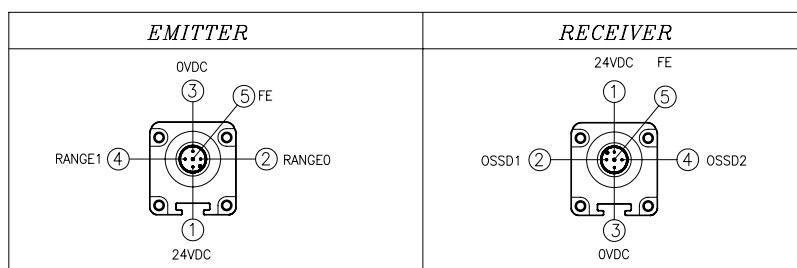 EMITTER
0VDC
3
5 FE
RANGE1 4
2 RANGE0
1
24VDC
RECEIVER
24VDC FE
1
5
OSSD1 2
4 OSSD2
3
0VDC